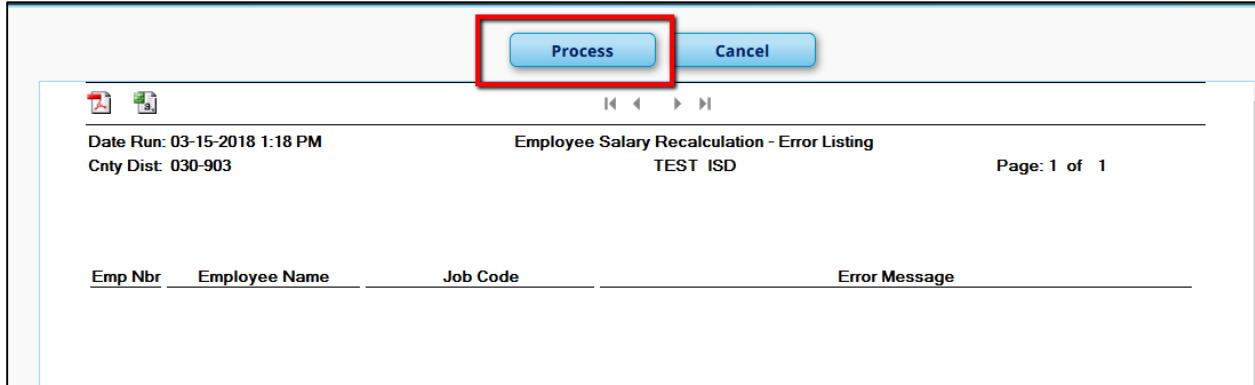 Process Cancel
Date Run: 03-15-2018 1:18 PM Employee Salary Recalculation - Error Listing
Cnty Dist: 030-903 TEST ISD Page: 1 of 1
Emp Nbr Employee Name Job Code Error Message